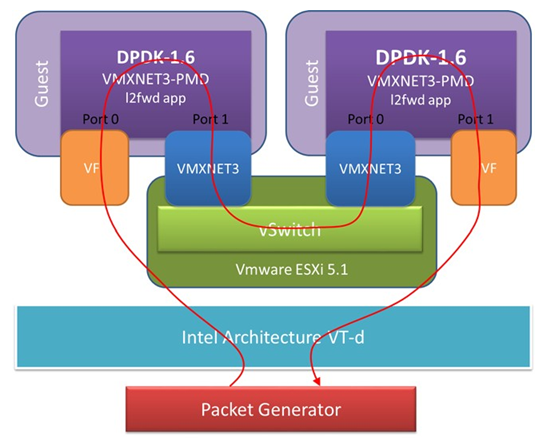 Guest
DPDK-1.6
VMXNET3-PMD
l2fwd app
Port 0
Port 1
VF
VMXNET3
Guest
DPDK-1.6
VMXNET3-PMD
l2fwd app
Port 0
Port 1
VMXNET3
VF
vSwitch
Vmware ESXi 5.1
Intel Architecture VT-d
Packet Generator